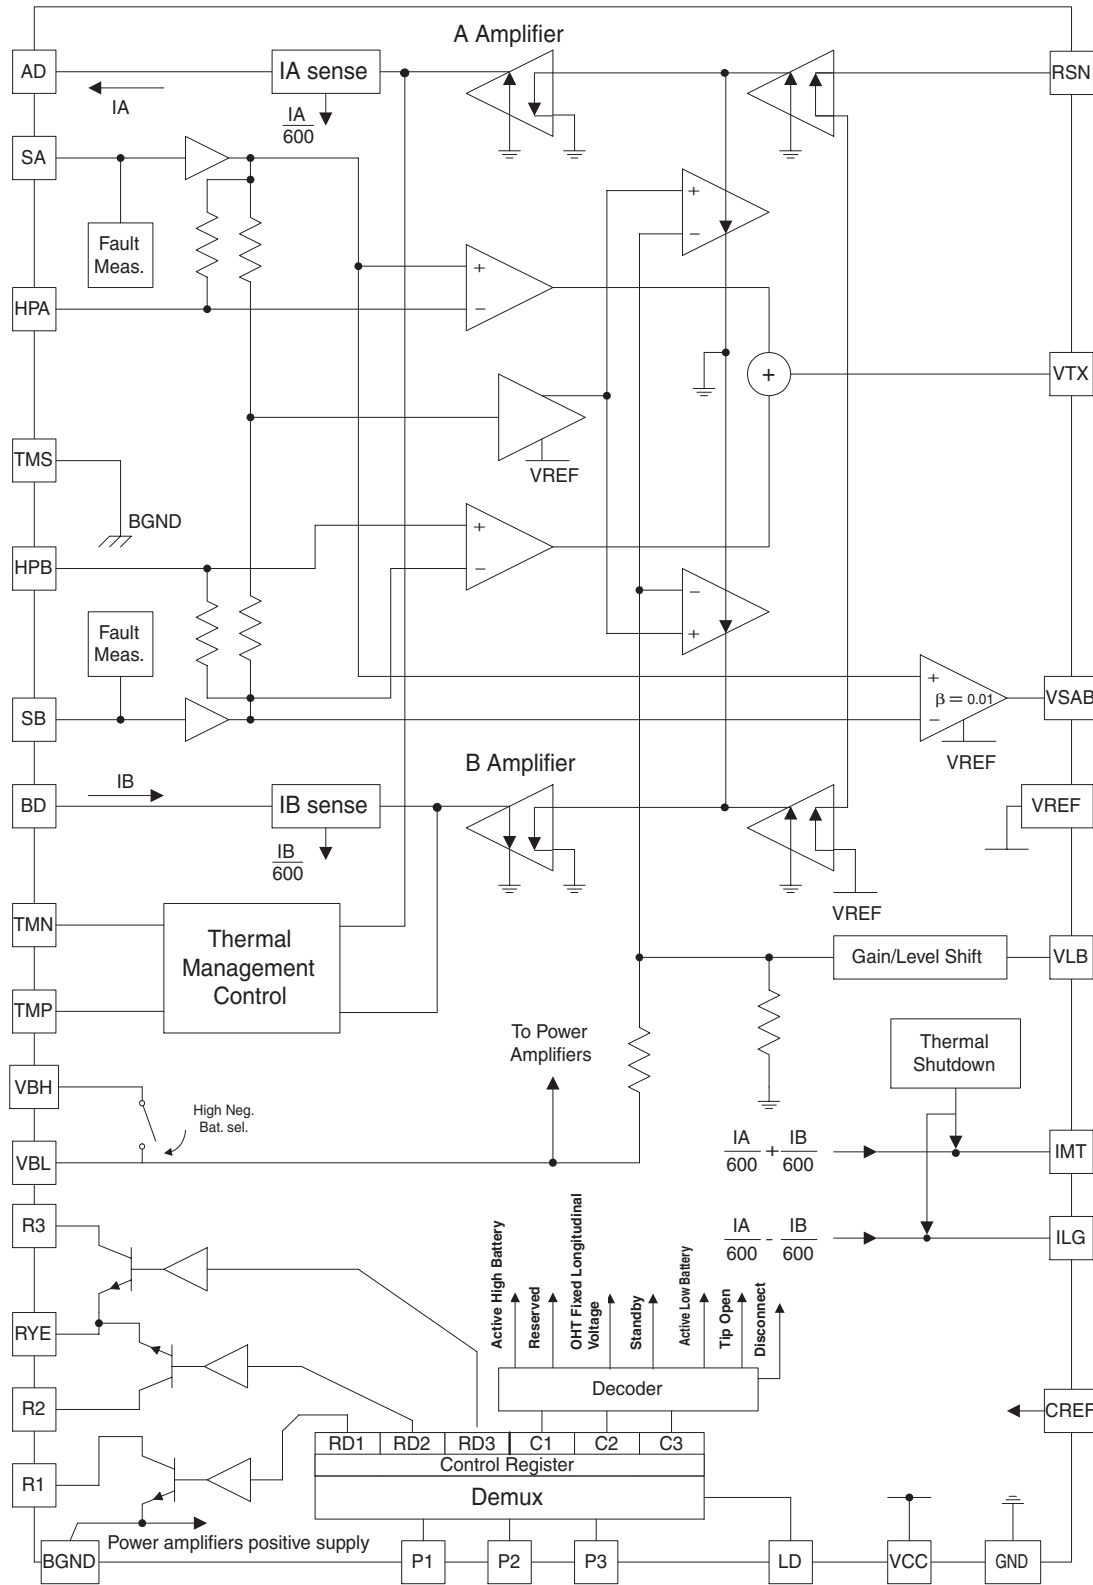 A Amplifier
AD
IA sense
RSN
IA
IA
600
SA
+
−
Fault
Meas.
+
−
HPA
+
VTX
TMS
VREF
BGND
+
−
HPB
−
+
Fault
Meas.
+
β = 0.01
−
SB
VSAB
VREF
B Amplifier
IB
BD
IB sense
VREF
IB
600
VREF
TMN
Thermal
Management
Control
Gain/Level Shift
VLB
TMP
To Power
Amplifiers
Thermal
Shutdown
VBH
High Neg.
Bat. sel.
IA + IB
600 600
IMT
VBL
R3
IA - IB
600 600
ILG
Active High Battery
Reserved
OHT Fixed Longitudinal
Voltage
Standby
Active Low Battery
Tip Open
Disconnect
RYE
Decoder
R2
CREF
RD1 RD2 RD3 C1 C2 C3
Control Register
R1
Demux
Power amplifiers positive supply
BGND
P1
P2
P3
LD
VCC
GND